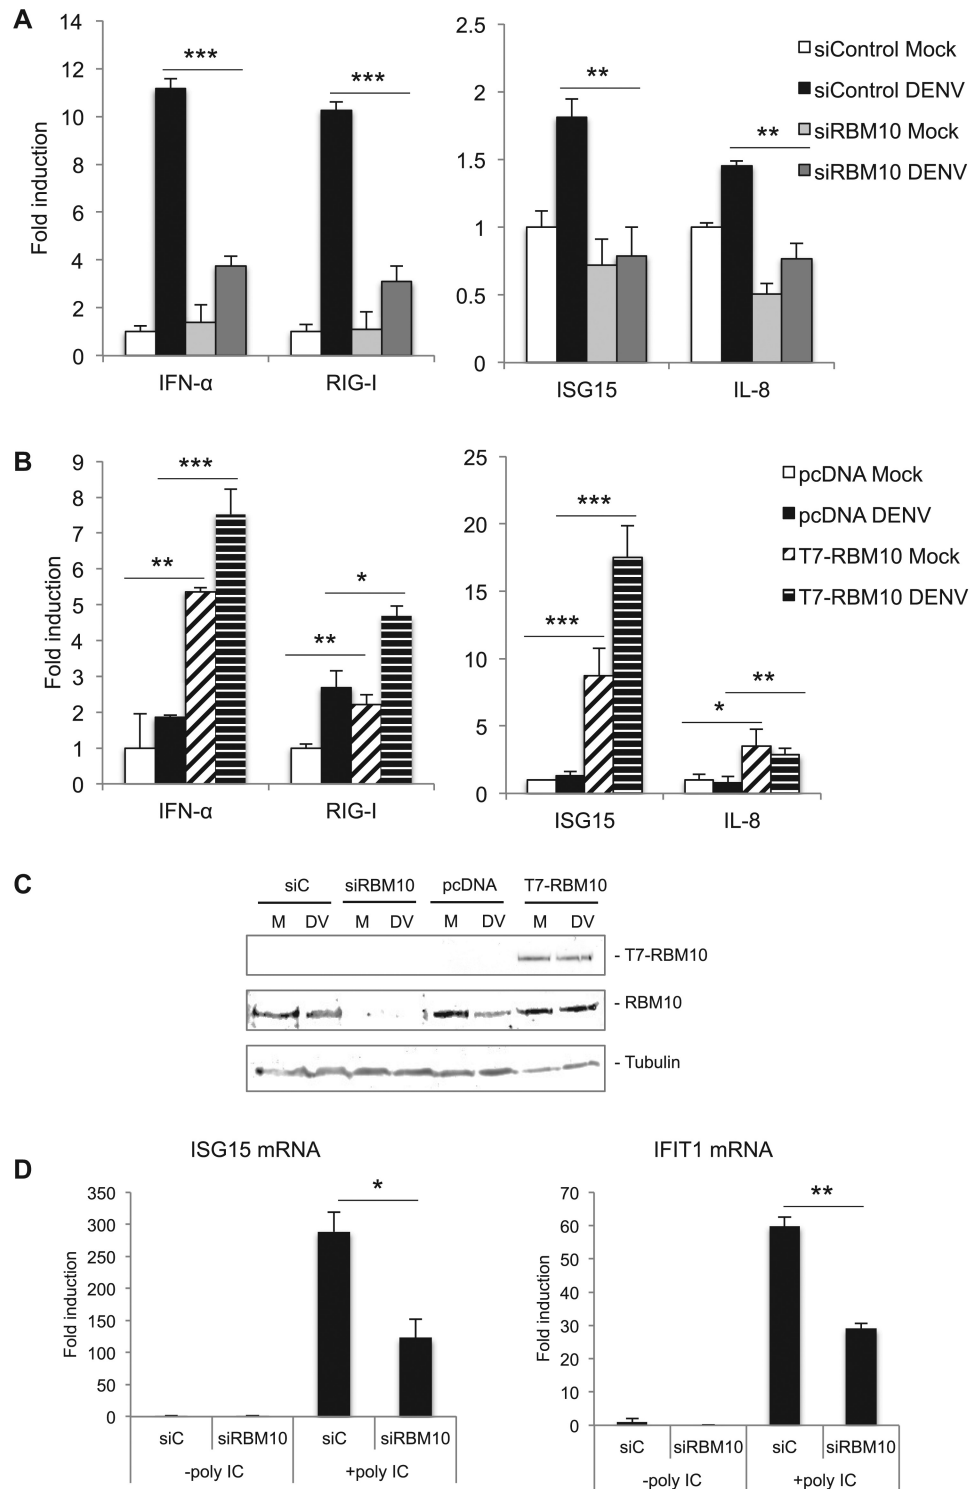 A
14
12
10
8
6
4
2
0
Fold induction
***
***
IFN-α RIG-I
2.5
2
1.5
1
0.5
0
**
**
ISG15 IL-8
siControl Mock
siControl DENV
siRBM10 Mock
siRBM10 DENV
B
9
8
7
6
5
4
3
2
1
0
Fold induction
***
**
*
**
IFN-α RIG-I
25
20
15
10
5
0
***
***
**
*
ISG15 IL-8
pcDNA Mock
pcDNA DENV
T7-RBM10 Mock
T7-RBM10 DENV
C
siC siRBM10 pcDNA T7-RBM10
M DV M DV M DV M DV
- T7-RBM10
- RBM10
- Tubulin
D
ISG15 mRNA
350
300
250
200
150
100
50
0
Fold induction
*
siC siRBM10 siC siRBM10
-poly IC +poly IC
IFIT1 mRNA
70
60
50
40
30
20
10
0
Fold induction
**
siC siRBM10 siC siRBM10
-poly IC +poly IC